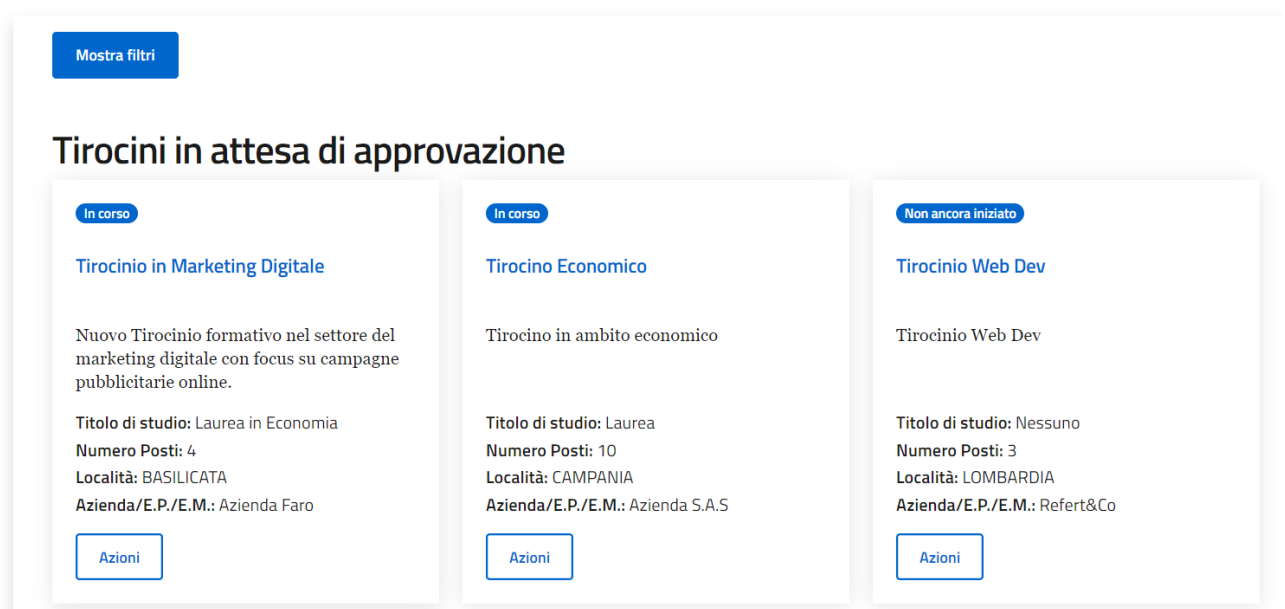 Mostra filtri
Tirocini in attesa di approvazione
In corso
Tirocinio in Marketing Digitale
Nuovo Tirocinio formativo nel settore del
marketing digitale con focus su campagne
pubblicitarie online.
Titolo di studio: Laurea in Economia
Numero Posti: 4
Località: BASILICATA
Azienda/E.P./E.M.: Azienda Faro
Azioni
In corso
Tirocino Economico
Tirocino in ambito economico
Titolo di studio: Laurea
Numero Posti: 10
Località: CAMPANIA
Azienda/E.P./E.M.: Azienda S.A.S
Azioni
Non ancora iniziato
Tirocinio Web Dev
Tirocinio Web Dev
Titolo di studio: Nessuno
Numero Posti: 3
Località: LOMBARDIA
Azienda/E.P./E.M.: Refert&Co
Azioni